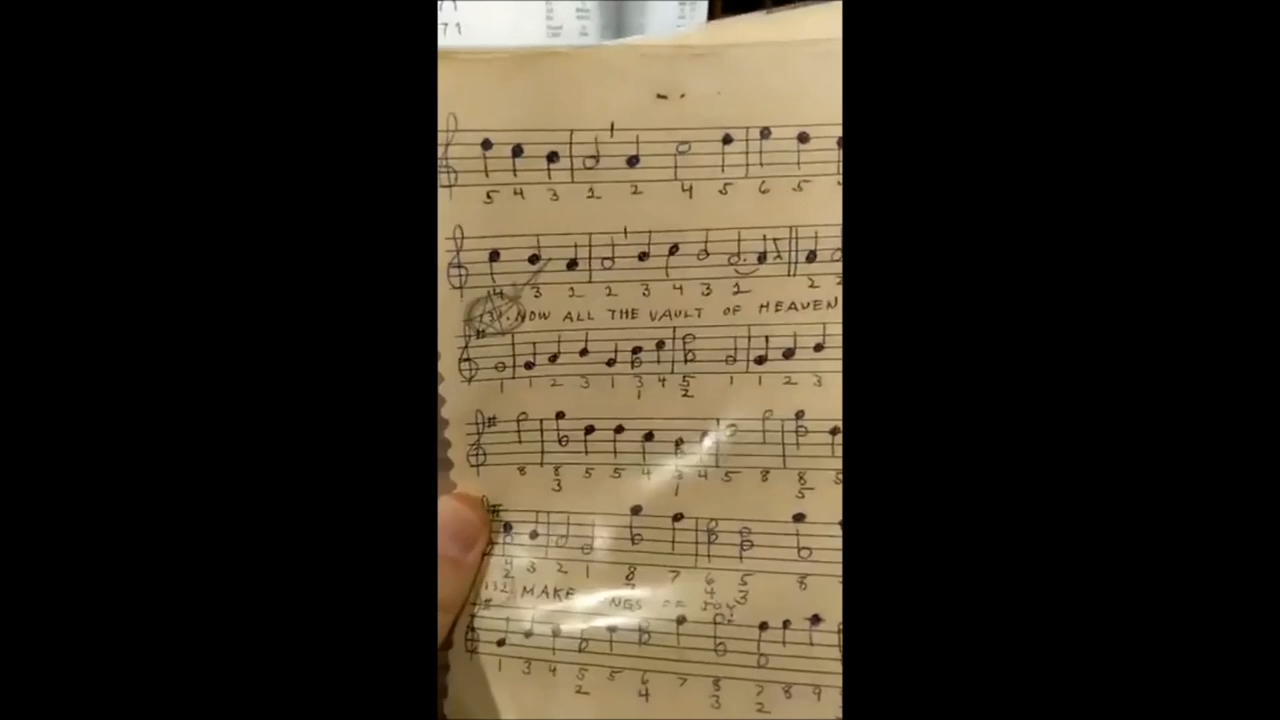 71
5 4 3 1 2 4 5 6 5
4 3 2 2 3 4 3 1 2
131. NOW ALL THE VAULT OF HEAVEN
1 1 2 3 1 3 4 5 1 1 2 3
1 2
8 8 5 5 4 3 4 5 8 8 5
3 1 5
4 3 2 1 8 7 6 5 8
2 4 3
132 MAKE OF JOY
1 3 4 5 5 6 7 8 7 8 9
2 4 3 2